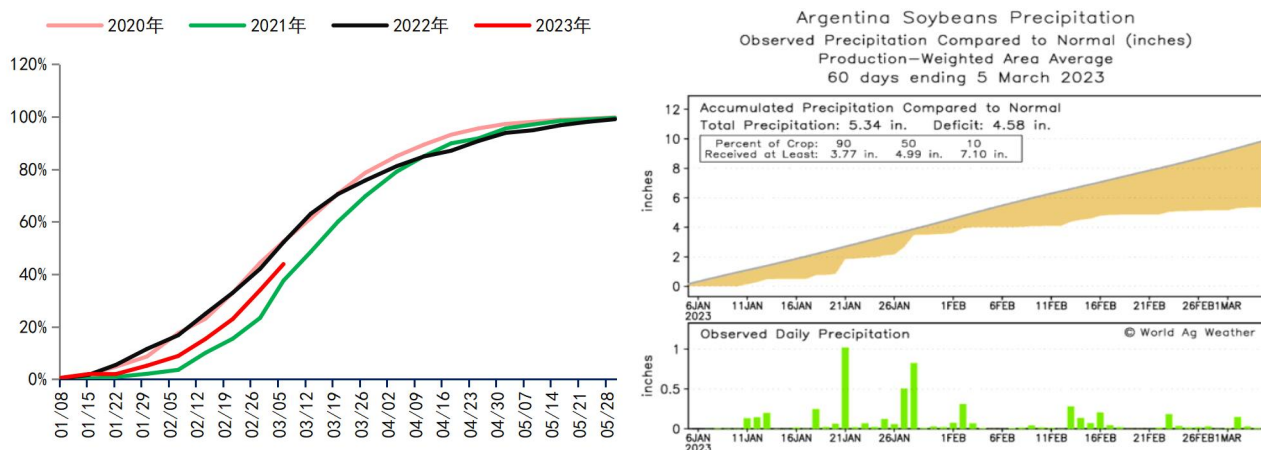 2020年 2021年 2022年 2023年
120%
100%
80%
60%
40%
20%
0%
01/08 01/15 01/22 01/29 02/05 02/12 02/19 02/26 03/05 03/12 03/19 03/26 04/02 04/09 04/16 04/23 04/30 05/07 05/14 05/21 05/28
Argentina Soybeans Precipitation
Observed Precipitation Compared to Normal (inches)
Production-Weighted Area Average
60 days ending 5 March 2023
Accumulated Precipitation Compared to Normal
Total Precipitation: 5.34 in. Deficit: 4.58 in.
Percent of Crop: 90 50 10
Received at Least: 3.77 in. 4.99 in. 7.10 in.
12
10
8
6
4
2
0
inches
6JAN 11JAN 16JAN 21JAN 26JAN 1FEB 6FEB 11FEB 16FEB 21FEB 26FEB 1MAR
2023
Observed Daily Precipitation © World Ag Weather
1
0.5
0
inches
6JAN 11JAN 16JAN 21JAN 26JAN 1FEB 6FEB 11FEB 16FEB 21FEB 26FEB 1MAR
2023